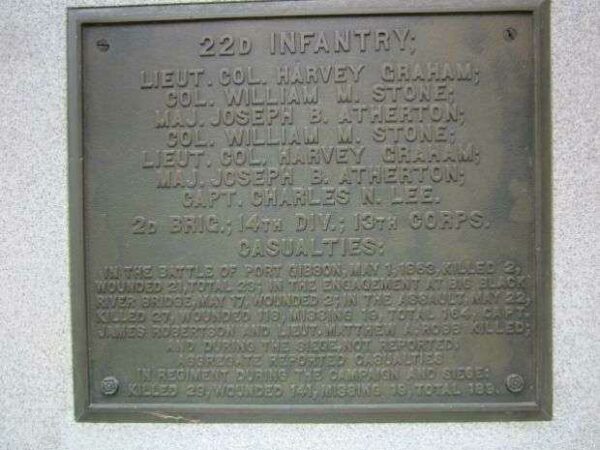 22D INFANTRY;
LIEUT. COL. HARVEY GRAHAM;
COL. WILLIAM M. STONE;
MAJ. JOSEPH B. ATHERTON;
COL. WILLIAM M. STONE;
LIEUT. COL. HARVEY GRAHAM;
MAJ. JOSEPH B. ATHERTON;
CAPT. CHARLES N. LEE.
2D BRIG.; 14TH DIV.; 13TH CORPS.
CASUALTIES:
IN THE BATTLE OF PORT GIBSON, MAY 1, 1863, KILLED 2,
WOUNDED 21, TOTAL 23; IN THE ENGAGEMENT AT BIG BLACK
RIVER BRIDGE, MAY 17, WOUNDED 2; IN THE ASSAULT, MAY 22,
KILLED 27, WOUNDED 118, MISSING 19, TOTAL 164, CAPT.
JAMES ROBERTSON AND LIEUT. MATTHEW A. ROBB KILLED;
AND DURING THE SIEGE, NOT REPORTED.
AGGREGATE REPORTED CASUALTIES
IN REGIMENT DURING THE CAMPAIGN AND SIEGE:
KILLED 29, WOUNDED 141, MISSING 19, TOTAL 189.